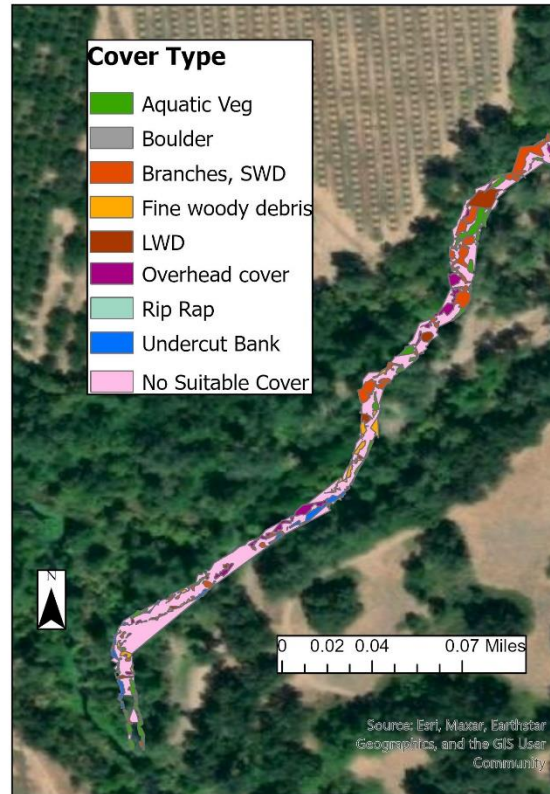 Cover Type
Aquatic Veg
Boulder
Branches, SWD
Fine woody debris
LWD
Overhead cover
Rip Rap
Undercut Bank
No Suitable Cover
N
0 0.02 0.04 0.07 Miles
Source: Esri, Maxar, Earthstar
Geographics, and the GIS User
Community